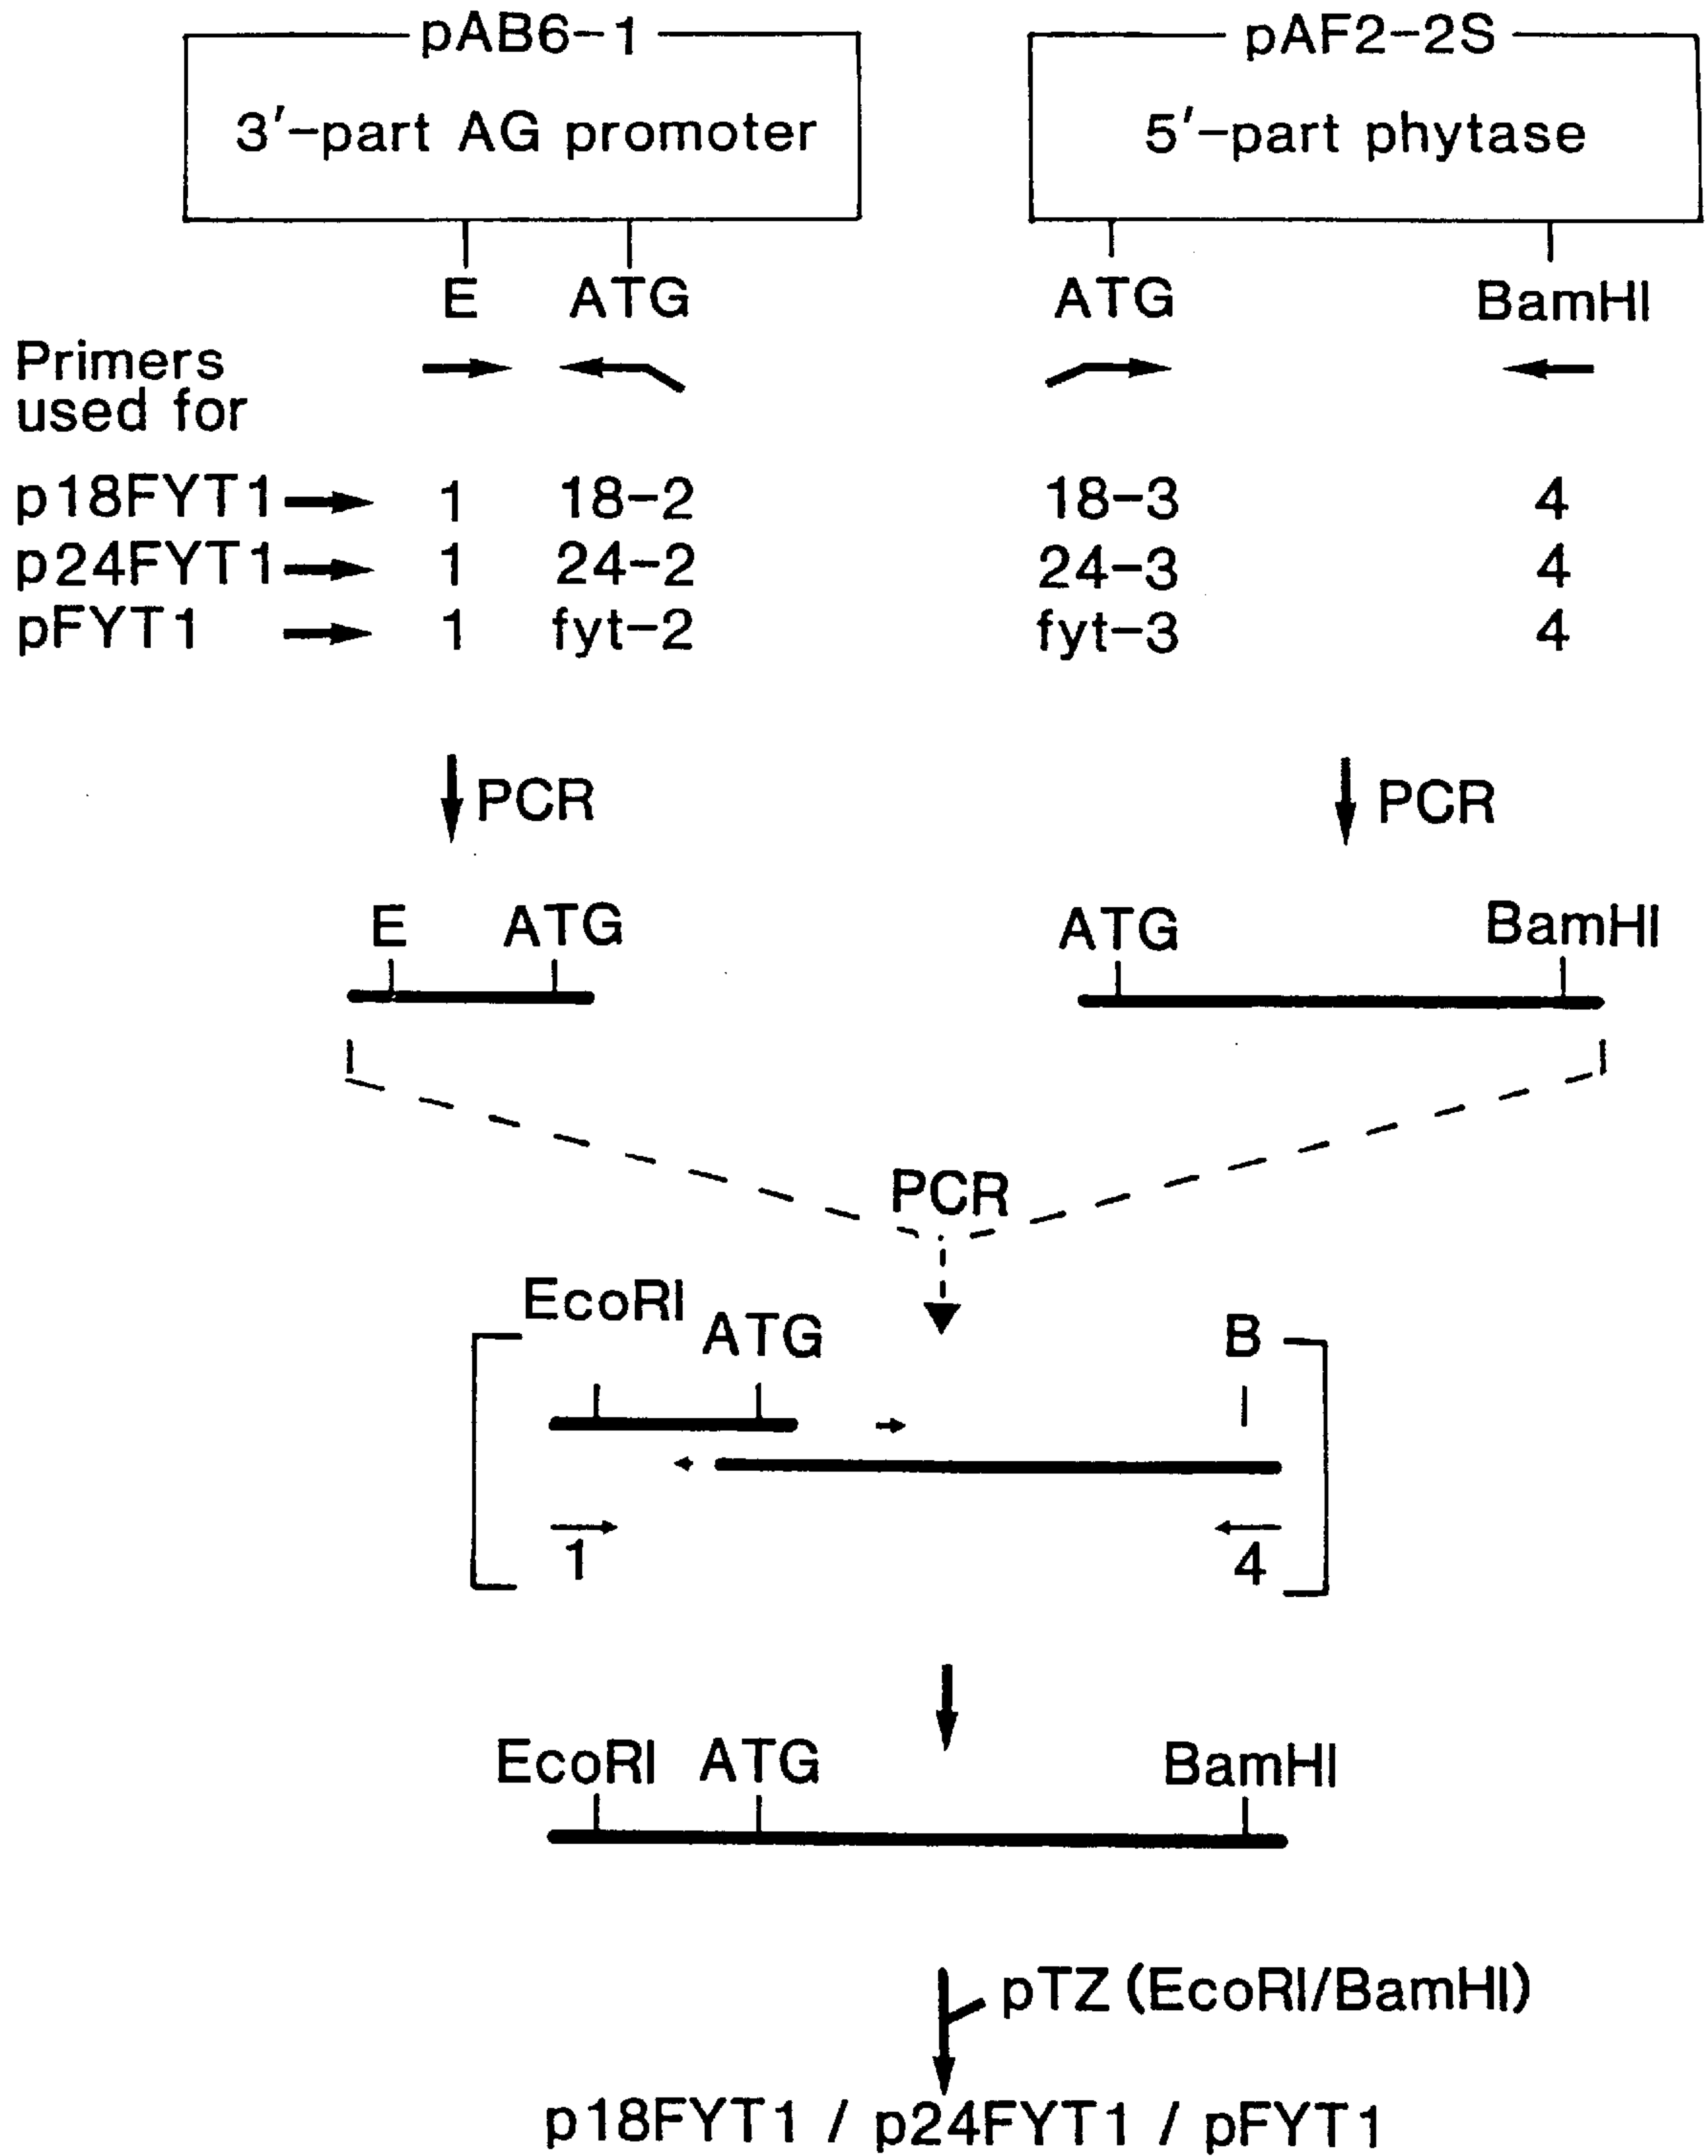 pAB6-1 pAF2-2S
3'-part AG promoter 5'-part phytase
E ATG ATG BamHI
Primers
used for
p18FYT1 1 18-2 18-3 4
p24FYT1 1 24-2 24-3 4
pFYT1 1 fyt-2 fyt-3 4
PCR PCR
E ATG ATG BamHI
PCR
EcoRI ATG B
1 4
EcoRI ATG BamHI
pTZ (EcoRI/BamHI)
p18FYT1 / p24FYT1 / pFYT1